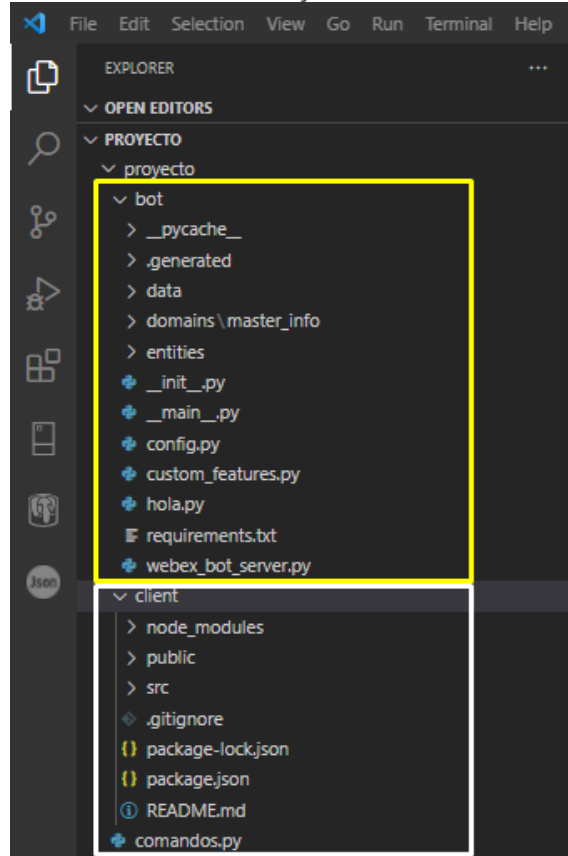 File Edit Selection View Go Run Terminal Help
EXPLORER ...
OPEN EDITORS
PROYECTO
proyecto
bot
__pycache__
.generated
data
domains\master_info
entities
__init__.py
__main__.py
config.py
custom_features.py
hola.py
requirements.txt
webex_bot_server.py
Json
client
node_modules
public
src
.gitignore
{} package-lock.json
{} package.json
README.md
comandos.py